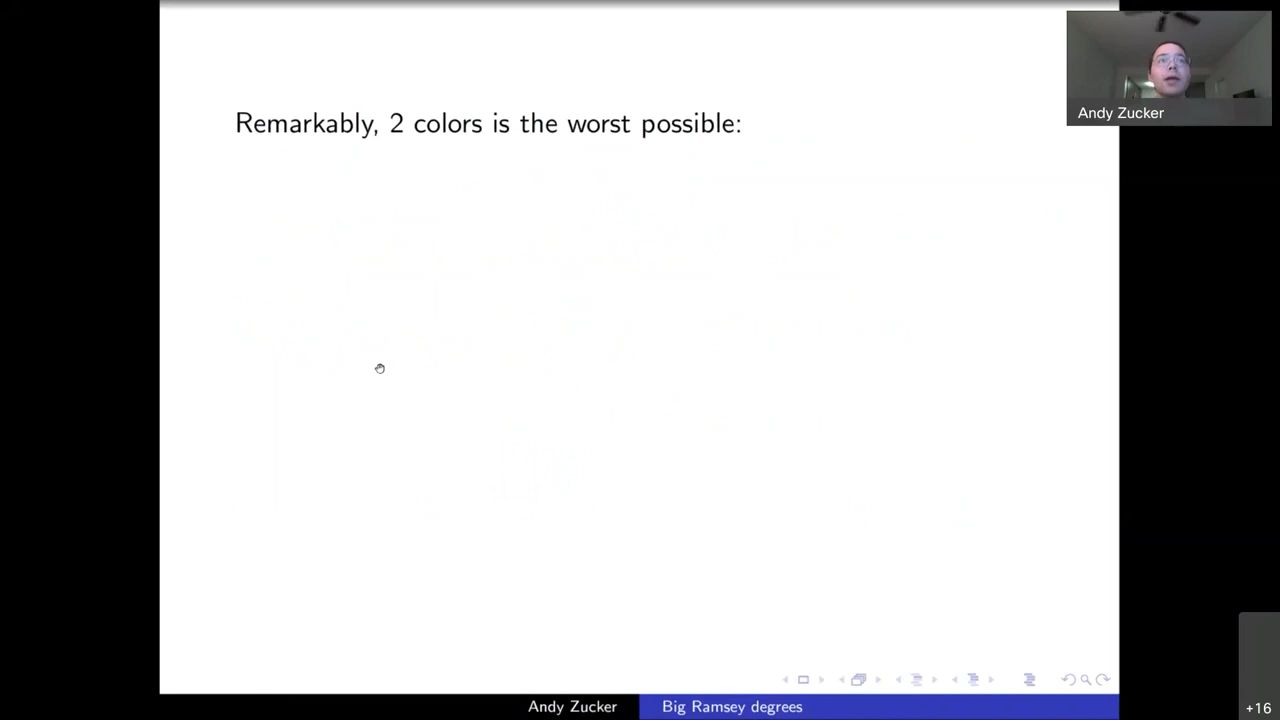 Remarkably, 2 colors is the worst possible:
Andy Zucker
Andy Zucker
Big Ramsey degrees
+16